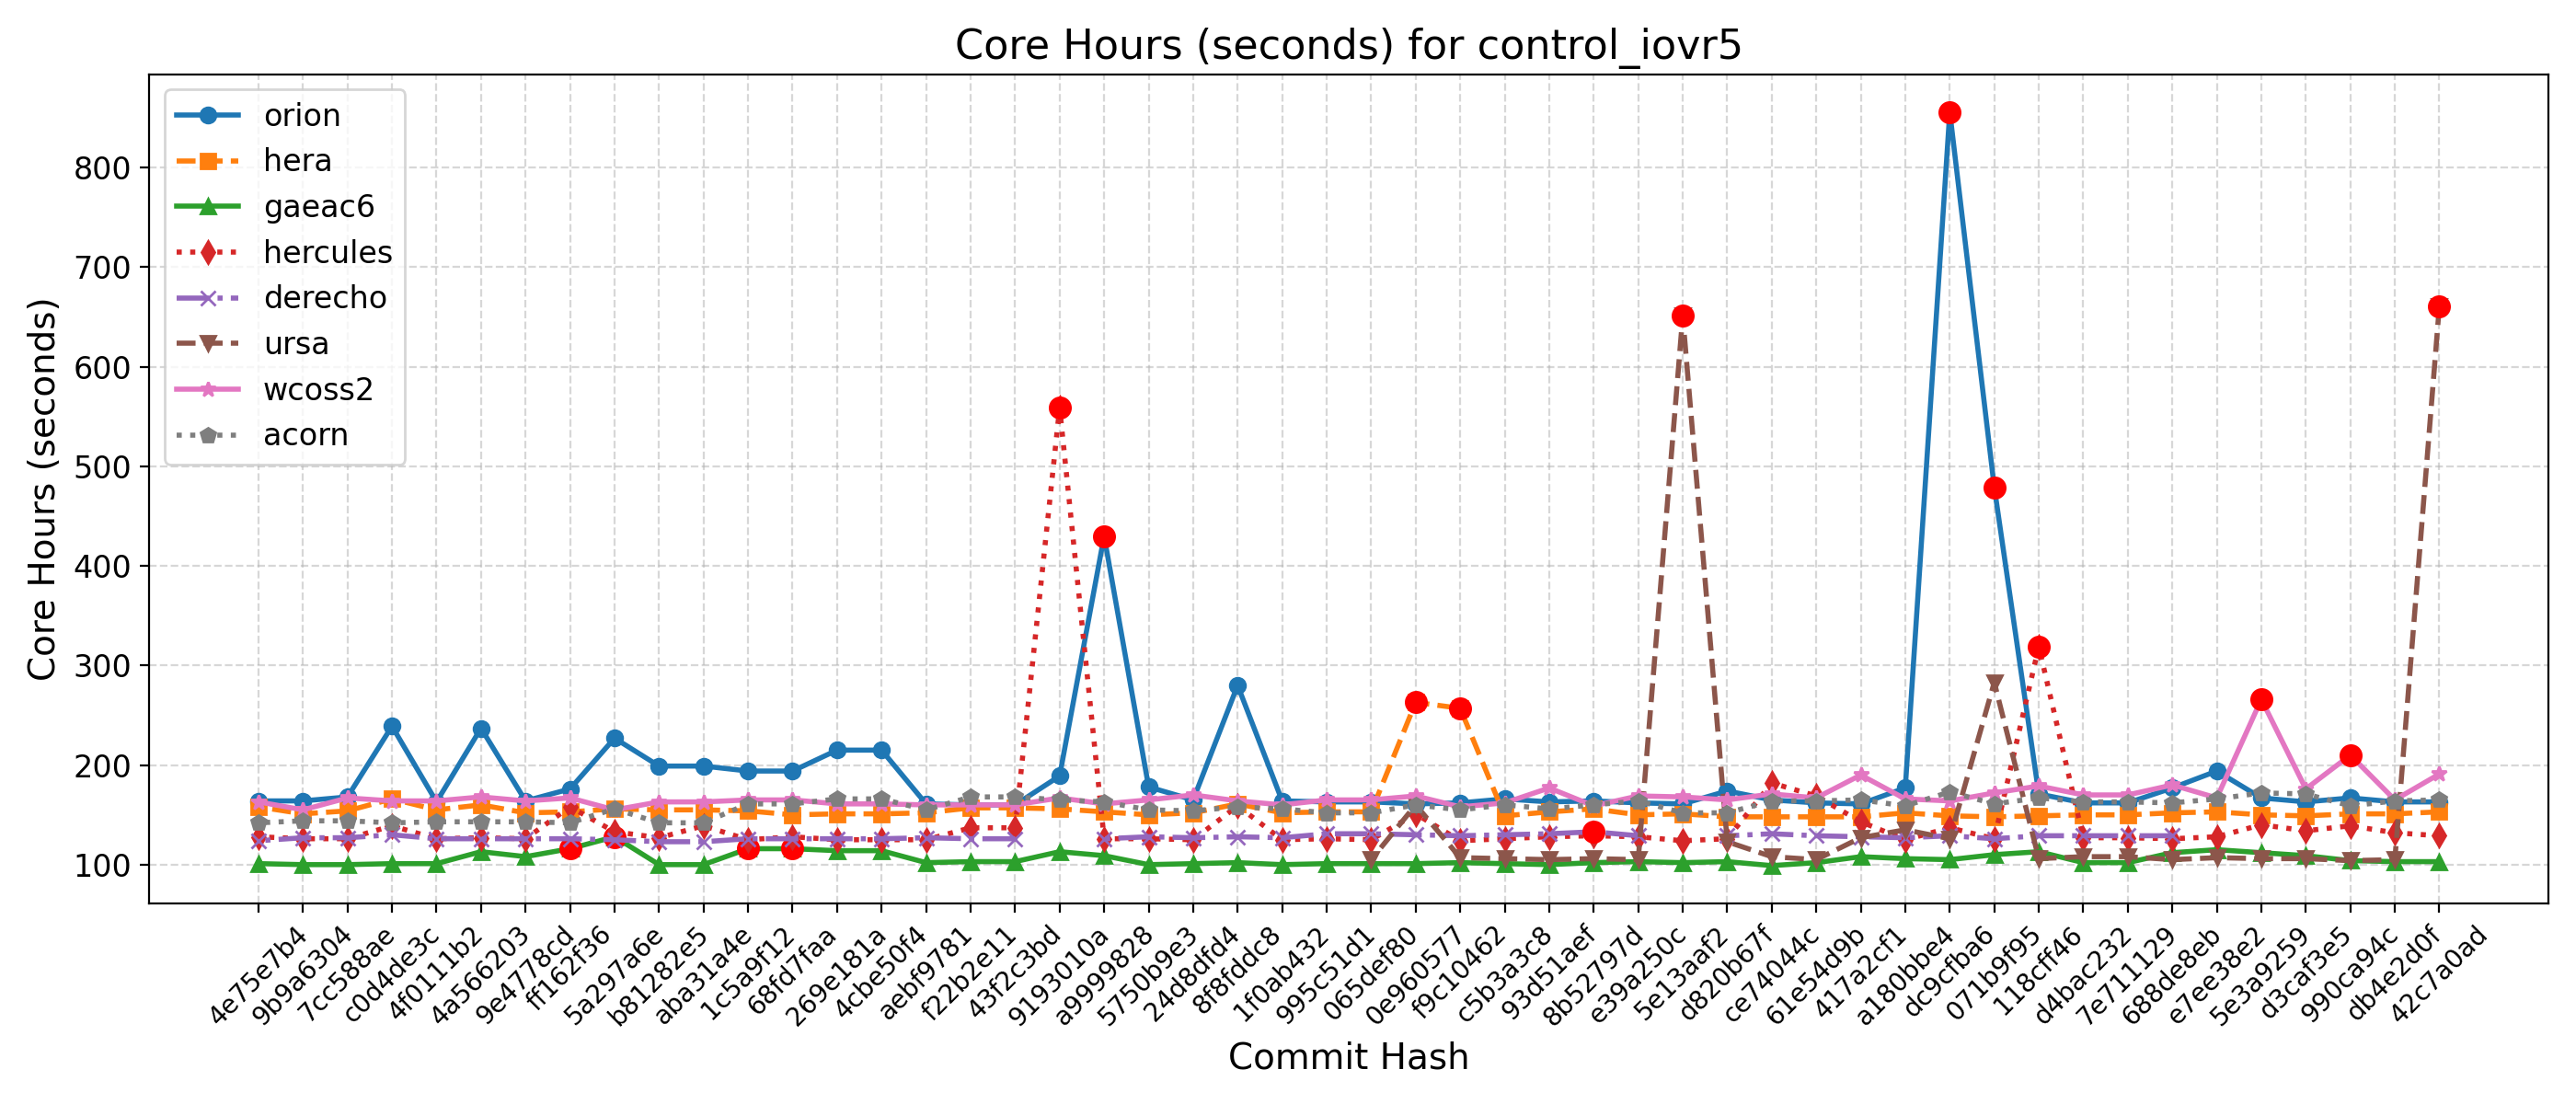 Core Hours (seconds) for control_iovr5
orion
hera
gaeac6
hercules
derecho
ursa
wcoss2
acorn
Core Hours (seconds)
800
700
600
500
400
300
200
100
4e75e7b4
9b9a6304
7cc588ae
c0d4de3c
4f0111b2
4a566203
9e4778cd
ff162f36
5a297a6e
b81282e5
aba31a4e
1c5a9f12
68fd7faa
269e181a
4cbe50f4
aebf9781
f22b2e11
43f2c3bd
9193010a
a9999828
5750b9e3
24d8dfd4
8f8fddc8
1f0ab432
995c51d1
065def80
0e960577
f9c10462
c5b3a3c8
93d51aef
8b52797d
e39a250c
5e13aaf2
d820b67f
ce74044c
61e54d9b
417a2cf1
a180bbe4
dc9cfba6
071b9f95
118cff46
d4bac232
7e711129
688de8eb
e7ee38e2
5e3a9259
d3caf3e5
990ca94c
db4e2d0f
42c7a0ad
Commit Hash